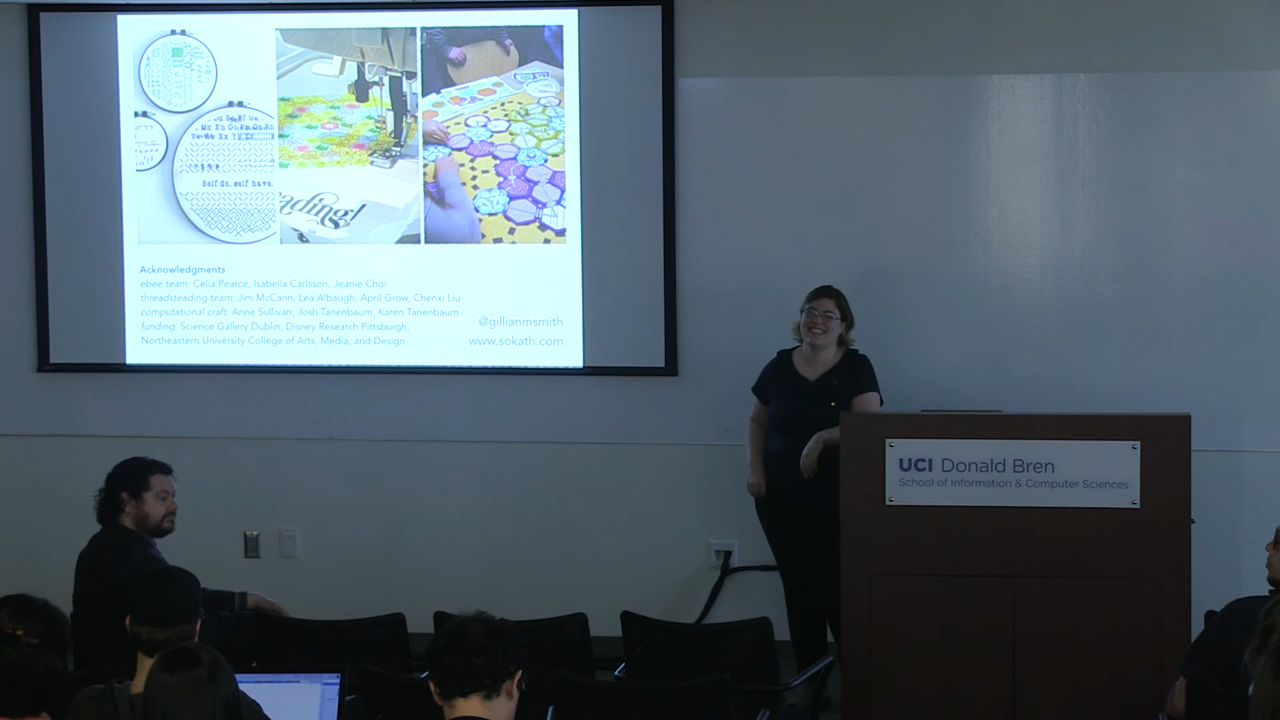 Self do, self have.
ading!
Acknowledgments
ebee team: Celia Pearce, Isabella Carlsson, Jeanie Choi
threadsteading team: Jim McCann, Lea Albaugh, April Grow, Chenxi Liu
computational craft: Anne Sullivan, Josh Tanenbaum, Karen Tanenbaum
funding: Science Gallery Dublin, Disney Research Pittsburgh,
Northeastern University College of Arts, Media, and Design
@gillianmsmith
www.sokath.com
UCI Donald Bren
School of Information & Computer Sciences